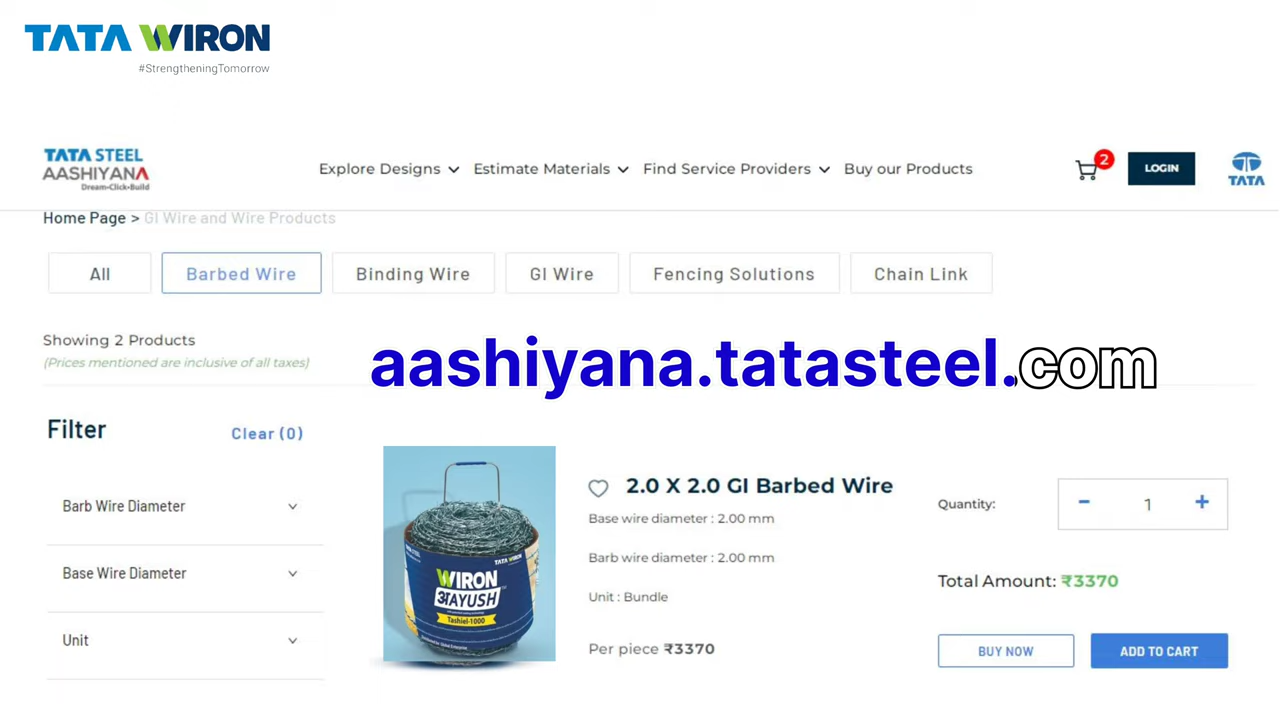 TATA WIRON
#StrengtheningTomorrow
TATA STEEL
AASHIYANA
Dream•Click•Build
Explore Designs
Estimate Materials
Find Service Providers
Buy our Products
2
LOGIN
TATA
Home Page > GI Wire and Wire Products
All
Barbed Wire
Binding Wire
GI Wire
Fencing Solutions
Chain Link
Showing 2 Products
(Prices mentioned are inclusive of all taxes)
aashiyana.tatasteel.com
Filter
Clear (0)
Barb Wire Diameter
Base Wire Diameter
Unit
TATA WIRON
WIRON
आAYUSH
Tashiel-1000
2.0 X 2.0 GI Barbed Wire
Base wire diameter : 2.00 mm
Barb wire diameter : 2.00 mm
Unit : Bundle
Per piece ₹3370
Quantity:
- 1 +
Total Amount: ₹3370
BUY NOW
ADD TO CART